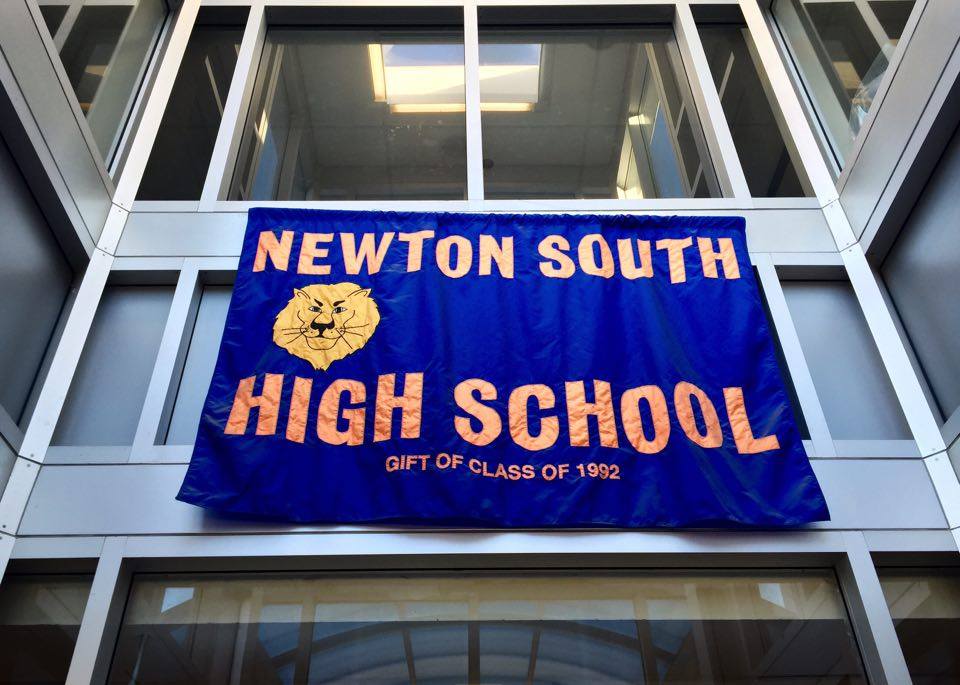 NEWTON SOUTH
HIGH SCHOOL
GIFT OF CLASS OF 1992